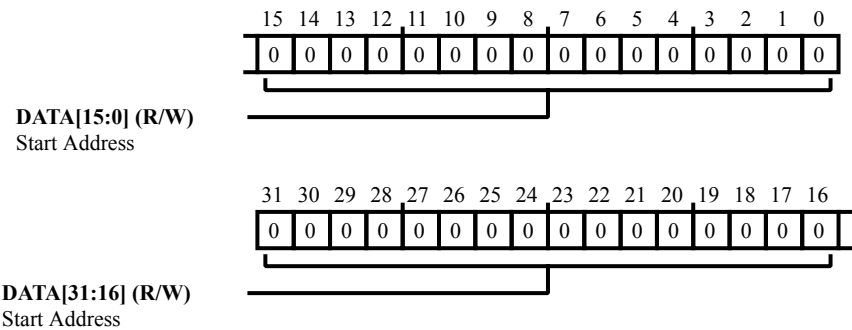 15 14 13 12 11 10 9 8 7 6 5 4 3 2 1 0
0 0 0 0 0 0 0 0 0 0 0 0 0 0 0 0
DATA[15:0] (R/W)
Start Address
31 30 29 28 27 26 25 24 23 22 21 20 19 18 17 16
0 0 0 0 0 0 0 0 0 0 0 0 0 0 0 0
DATA[31:16] (R/W)
Start Address